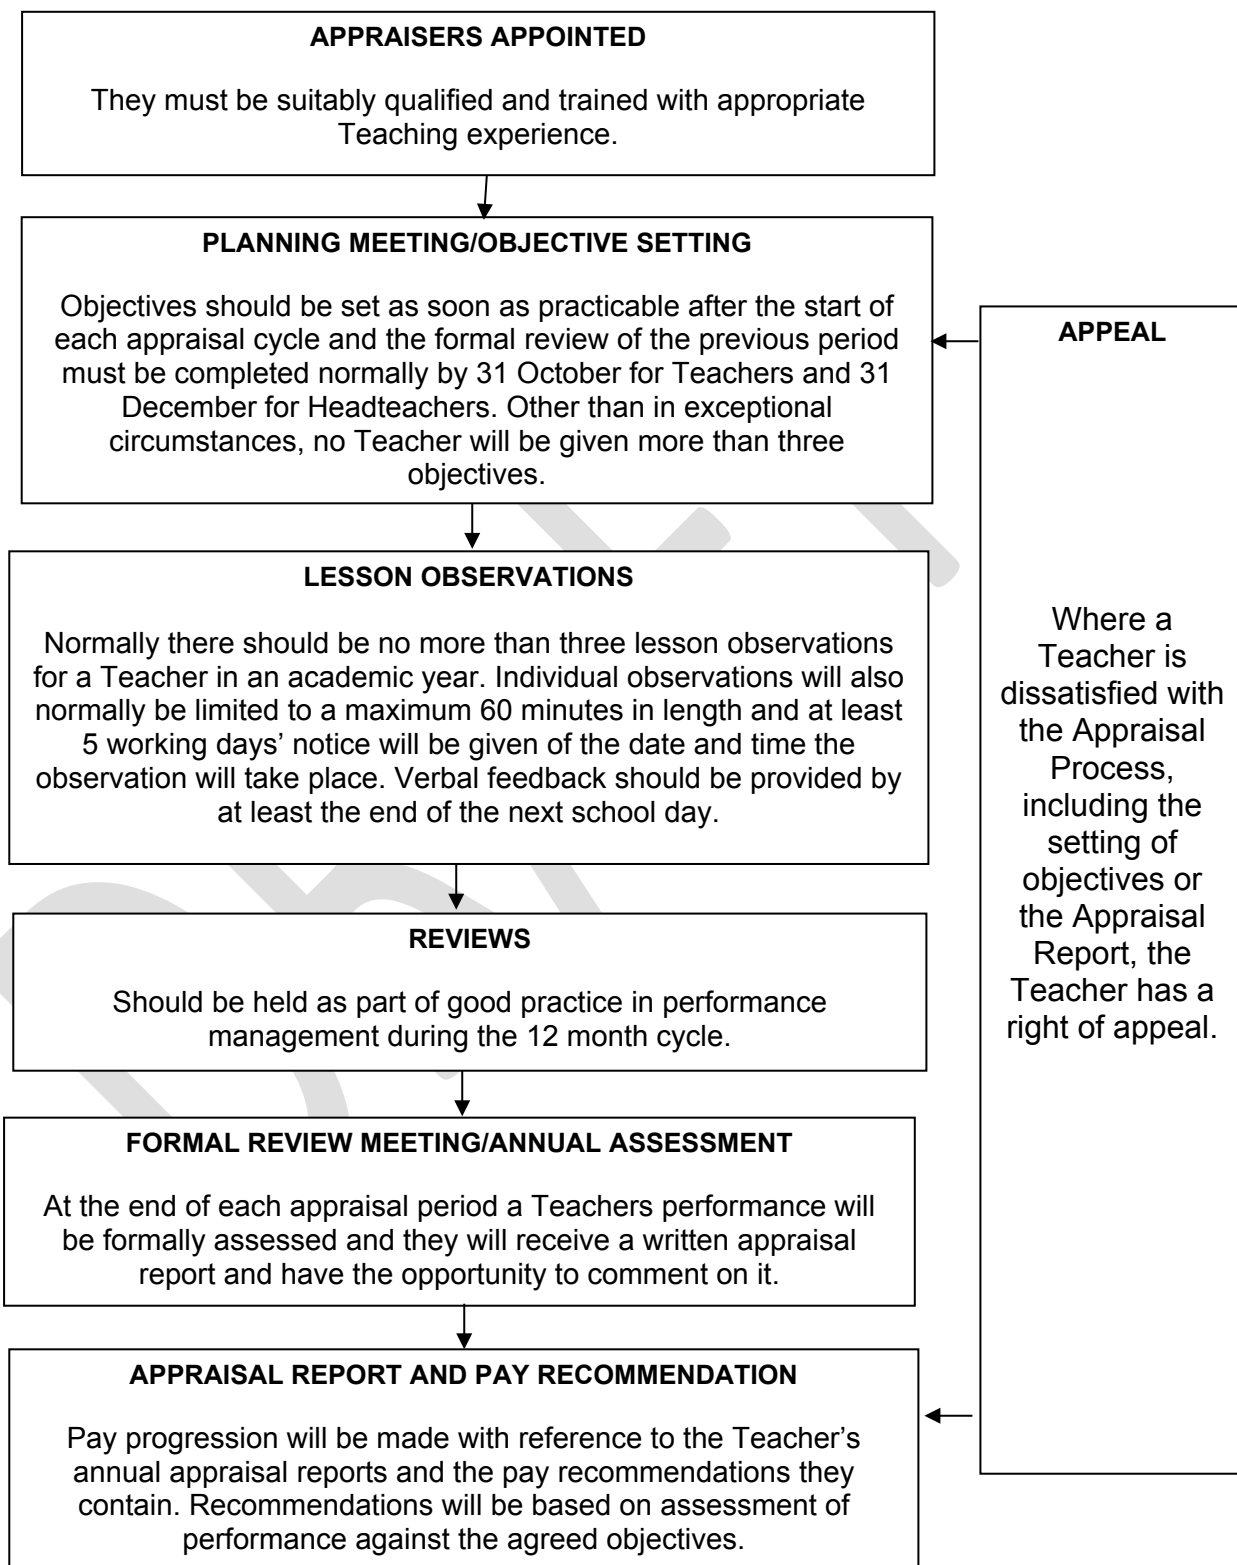 APPRAISERS APPOINTED
They must be suitably qualified and trained with appropriate
Teaching experience.
PLANNING MEETING/OBJECTIVE SETTING
Objectives should be set as soon as practicable after the start of
each appraisal cycle and the formal review of the previous period
must be completed normally by 31 October for Teachers and 31
December for Headteachers. Other than in exceptional
circumstances, no Teacher will be given more than three
objectives.
LESSON OBSERVATIONS
Normally there should be no more than three lesson observations
for a Teacher in an academic year. Individual observations will also
normally be limited to a maximum 60 minutes in length and at least
5 working days’ notice will be given of the date and time the
observation will take place. Verbal feedback should be provided by
at least the end of the next school day.
REVIEWS
Should be held as part of good practice in performance
management during the 12 month cycle.
FORMAL REVIEW MEETING/ANNUAL ASSESSMENT
At the end of each appraisal period a Teachers performance will
be formally assessed and they will receive a written appraisal
report and have the opportunity to comment on it.
APPRAISAL REPORT AND PAY RECOMMENDATION
Pay progression will be made with reference to the Teacher’s
annual appraisal reports and the pay recommendations they
contain. Recommendations will be based on assessment of
performance against the agreed objectives.
APPEAL
Where a
Teacher is
dissatisfied with
the Appraisal
Process,
including the
setting of
objectives or
the Appraisal
Report, the
Teacher has a
right of appeal.